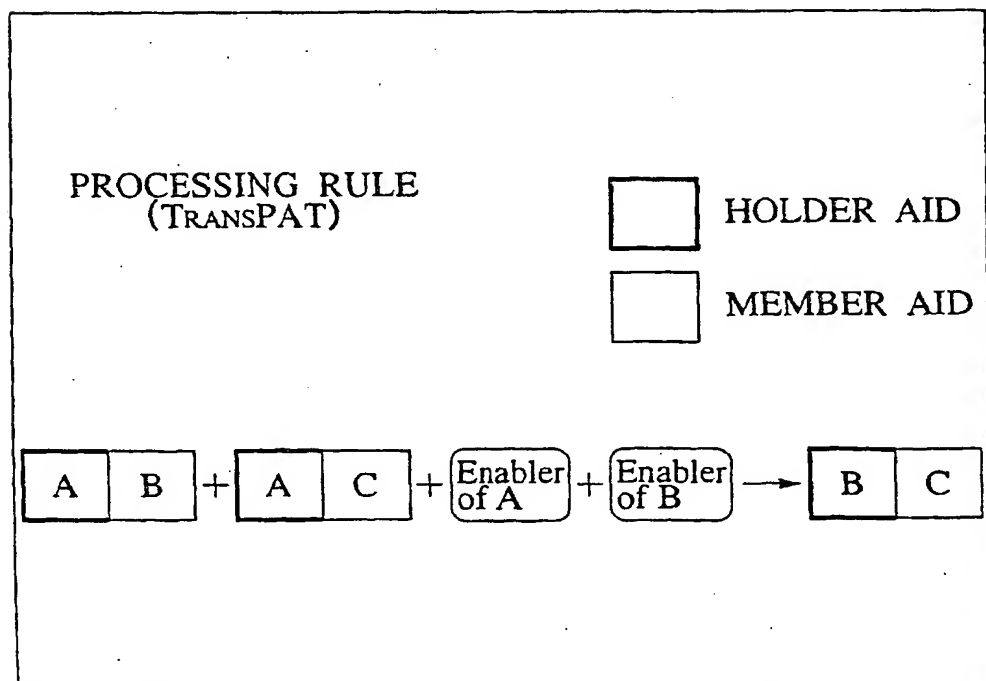 PROCESSING RULE
(TRANSPAT)
HOLDER AID
MEMBER AID
A B + A C + Enabler of A + Enabler of B → B C